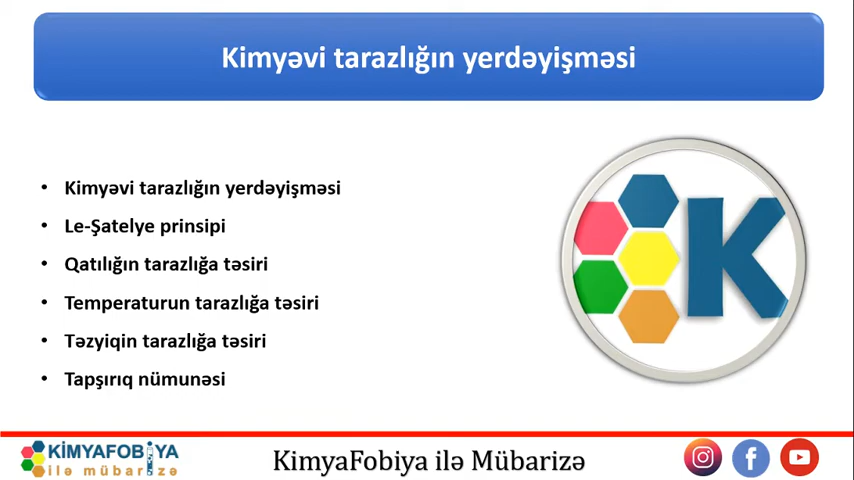 Kimyəvi tarazlığın yerdəyişməsi
• Kimyəvi tarazlığın yerdəyişməsi
• Le-Şatelye prinsipi
• Qatılığın tarazlığa təsiri
• Temperaturun tarazlığa təsiri
• Təzyiqin tarazlığa təsiri
• Tapşırıq nümunəsi
K
KİMYAFOBİYA
ilə mübarizə
KimyaFobiya ilə Mübarizə